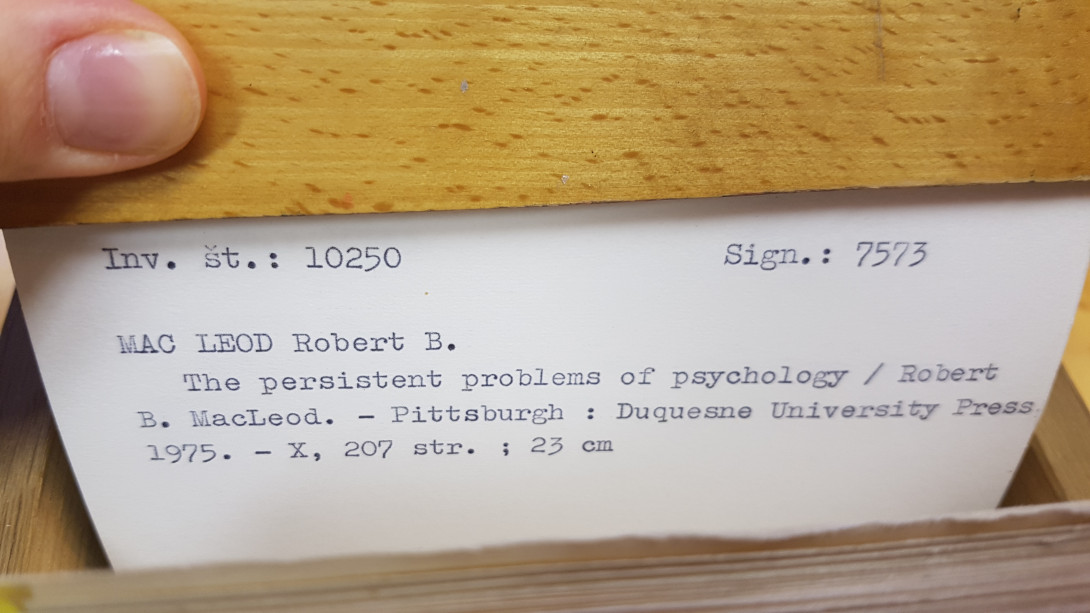 Inv. št.: 10250 Sign.: 7573
MAC LEOD Robert B.
The persistent problems of psychology / Robert
B. MacLeod. - Pittsburgh : Duquesne University Press
1975. - X, 207 str. ; 23 cm